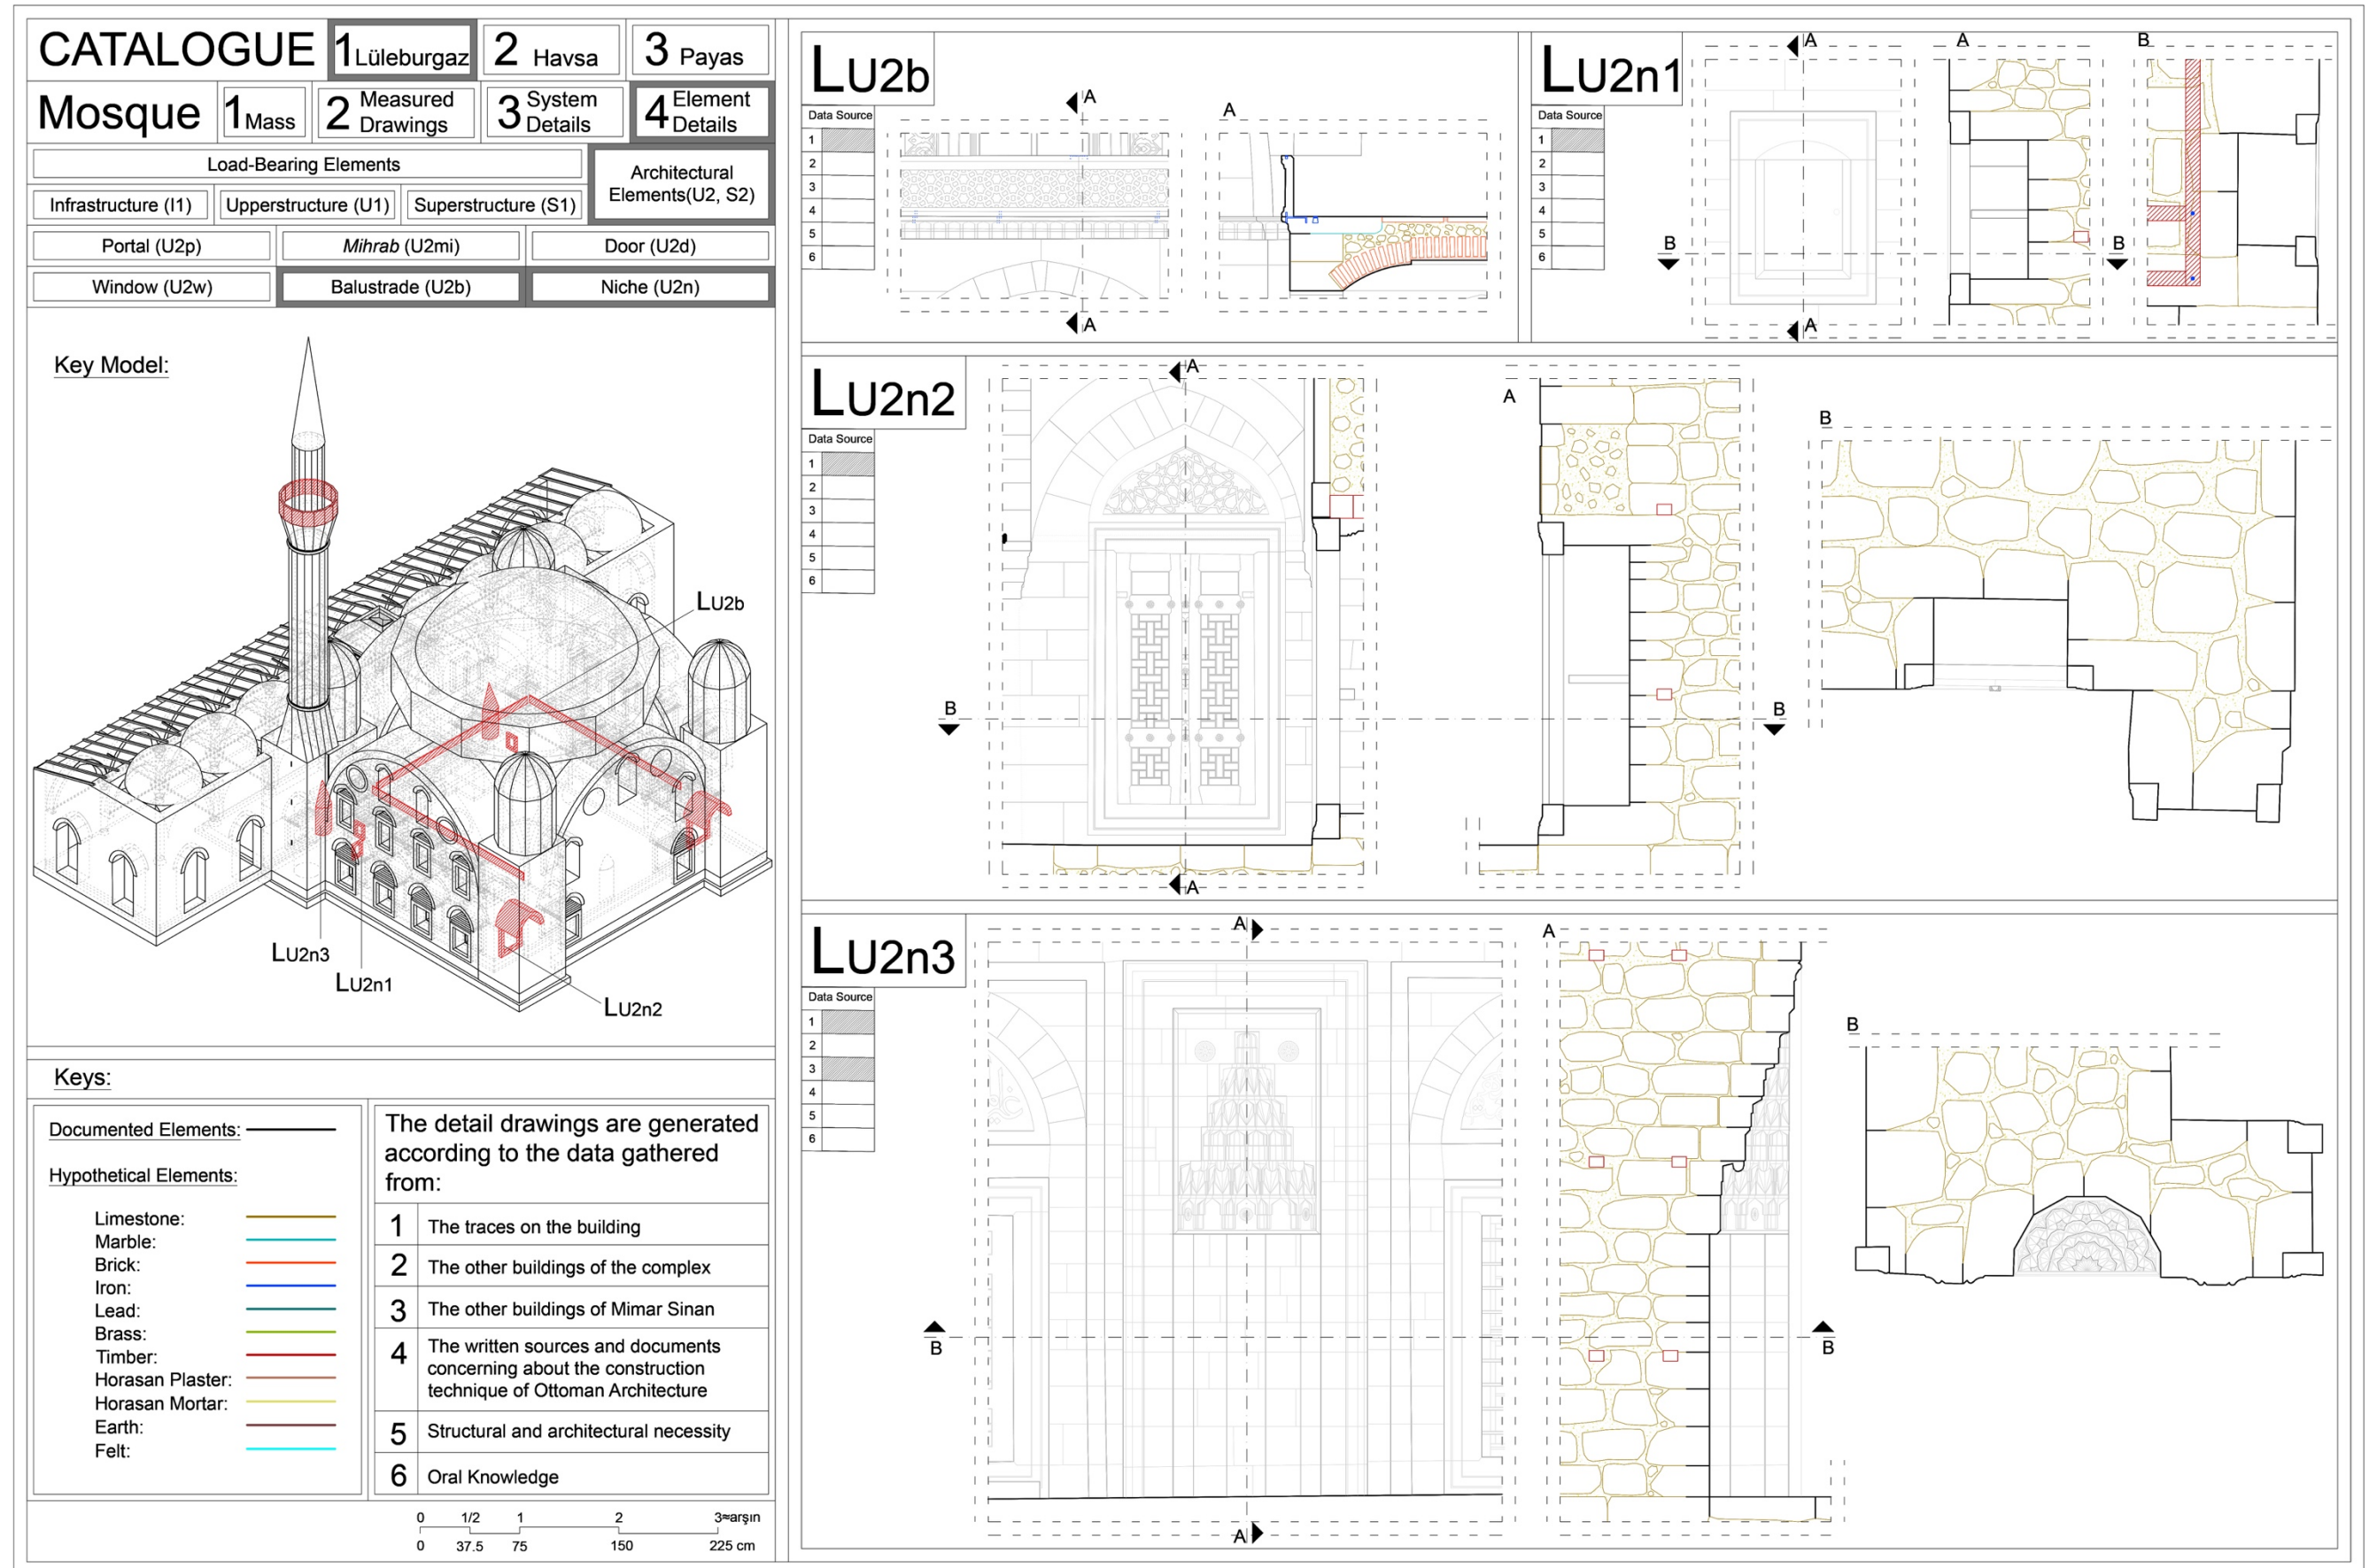 CATALOGUE
1 Lüleburgaz
2 Havsa
3 Payas
Mosque
1 Mass
2 Measured
Drawings
3 System
Details
4 Element
Details
Load-Bearing Elements
Architectural
Elements(U2, S2)
Infrastructure (I1)
Upperstructure (U1)
Superstructure (S1)
Portal (U2p)
Mihrab (U2mi)
Door (U2d)
Window (U2w)
Balustrade (U2b)
Niche (U2n)
Key Model:
LU2b
LU2n3
LU2n1
LU2n2
Keys:
Documented Elements:
Hypothetical Elements:
Limestone:
Marble:
Brick:
Iron:
Lead:
Brass:
Timber:
Horasan Plaster:
Horasan Mortar:
Earth:
Felt:
The detail drawings are generated
according to the data gathered
from:
1 The traces on the building
2 The other buildings of the complex
3 The other buildings of Mimar Sinan
4 The written sources and documents
concerning about the construction
technique of Ottoman Architecture
5 Structural and architectural necessity
6 Oral Knowledge
0 1/2 1 2 3≈arşın
0 37.5 75 150 225 cm
LU2b
Data Source
1
2
3
4
5
6
A
A
A
LU2n1
Data Source
1
2
3
4
5
6
A
A
B
B
B
A
LU2n2
Data Source
1
2
3
4
5
6
A
A
B
B
B
A
LU2n3
Data Source
1
2
3
4
5
6
A
A
B
B
B
A